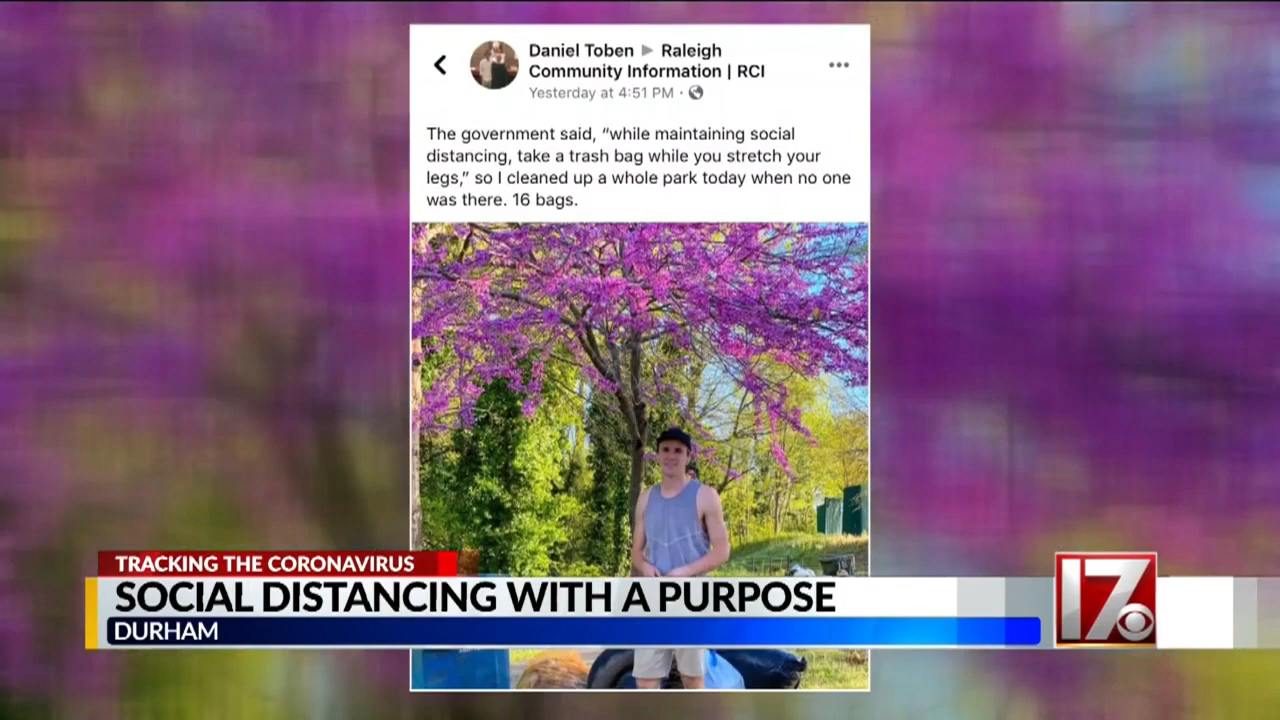 Daniel Toben ▶ Raleigh
Community Information | RCI
Yesterday at 4:51 PM ·
The government said, “while maintaining social
distancing, take a trash bag while you stretch your
legs,” so I cleaned up a whole park today when no one
was there. 16 bags.
TRACKING THE CORONAVIRUS
SOCIAL DISTANCING WITH A PURPOSE
DURHAM
17